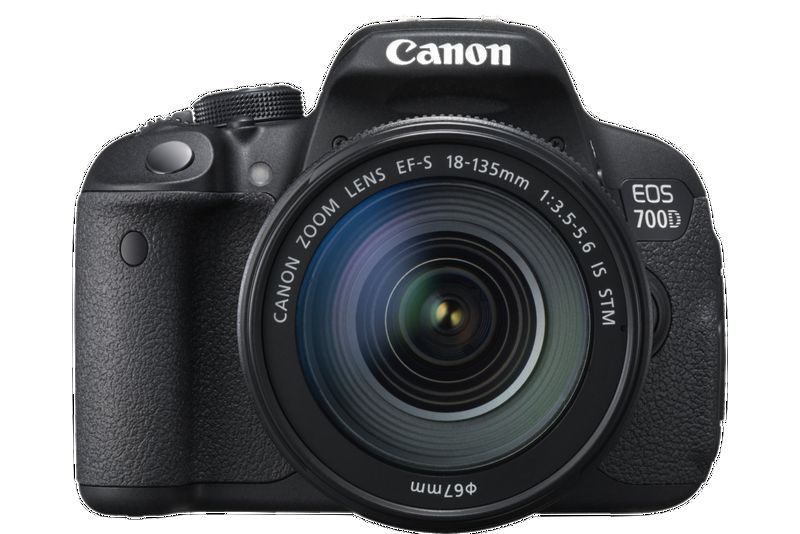 Canon
CANON ZOOM LENS EF-S 18-135mm 1:3.5-5.6 IS STM
EOS
700D
Φ67mm